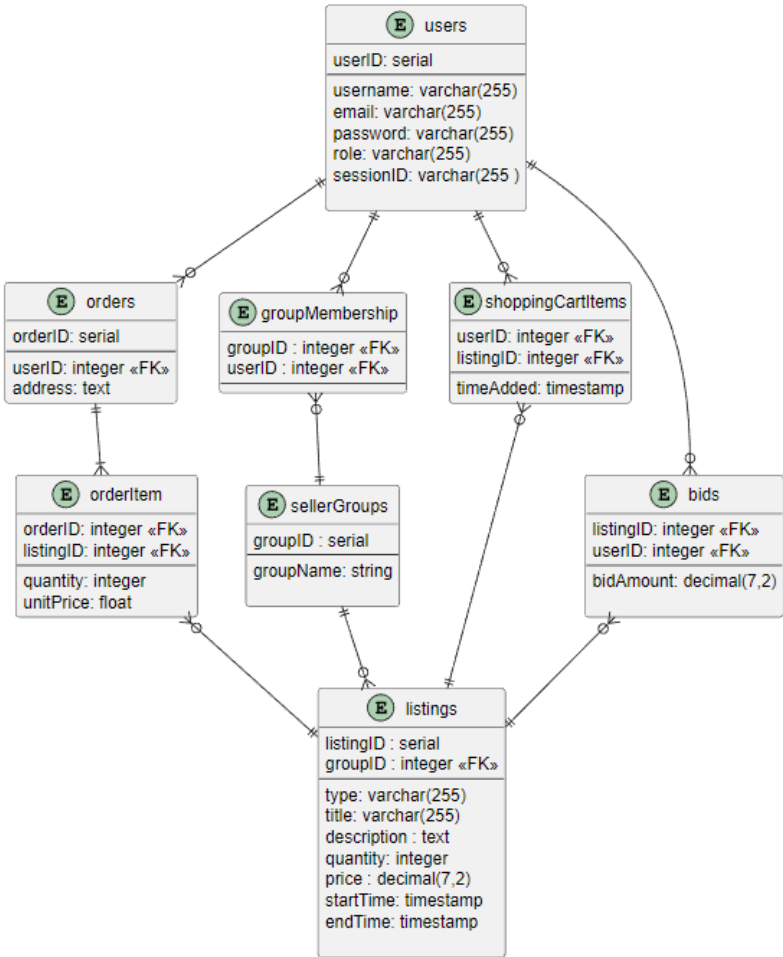 E users
userID: serial
username: varchar(255)
email: varchar(255)
password: varchar(255)
role: varchar(255)
sessionID: varchar(255 )
E orders
orderID: serial
userID: integer «FK»
address: text
E groupMembership
groupID : integer «FK»
userID : integer «FK»
E shoppingCartItems
userID: integer «FK»
listingID: integer «FK»
timeAdded: timestamp
E orderItem
orderID: integer «FK»
listingID: integer «FK»
quantity: integer
unitPrice: float
E sellerGroups
groupID : serial
groupName: string
E bids
listingID: integer «FK»
userID: integer «FK»
bidAmount: decimal(7,2)
E listings
listingID : serial
groupID : integer «FK»
type: varchar(255)
title: varchar(255)
description : text
quantity: integer
price : decimal(7,2)
startTime: timestamp
endTime: timestamp